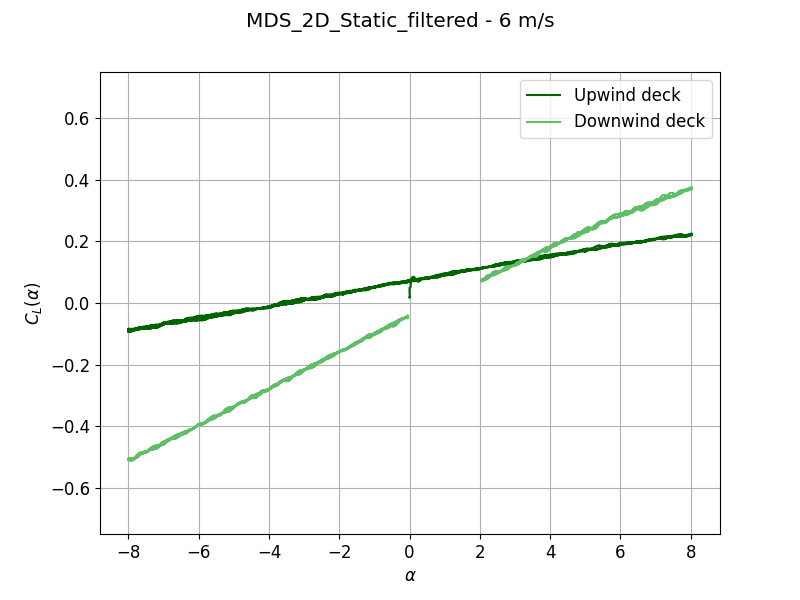 MDS_2D_Static_filtered - 6 m/s
Upwind deck
Downwind deck
0.6
0.4
0.2
0.0
−0.2
−0.4
−0.6
C_L(α)
−8 −6 −4 −2 0 2 4 6 8
α